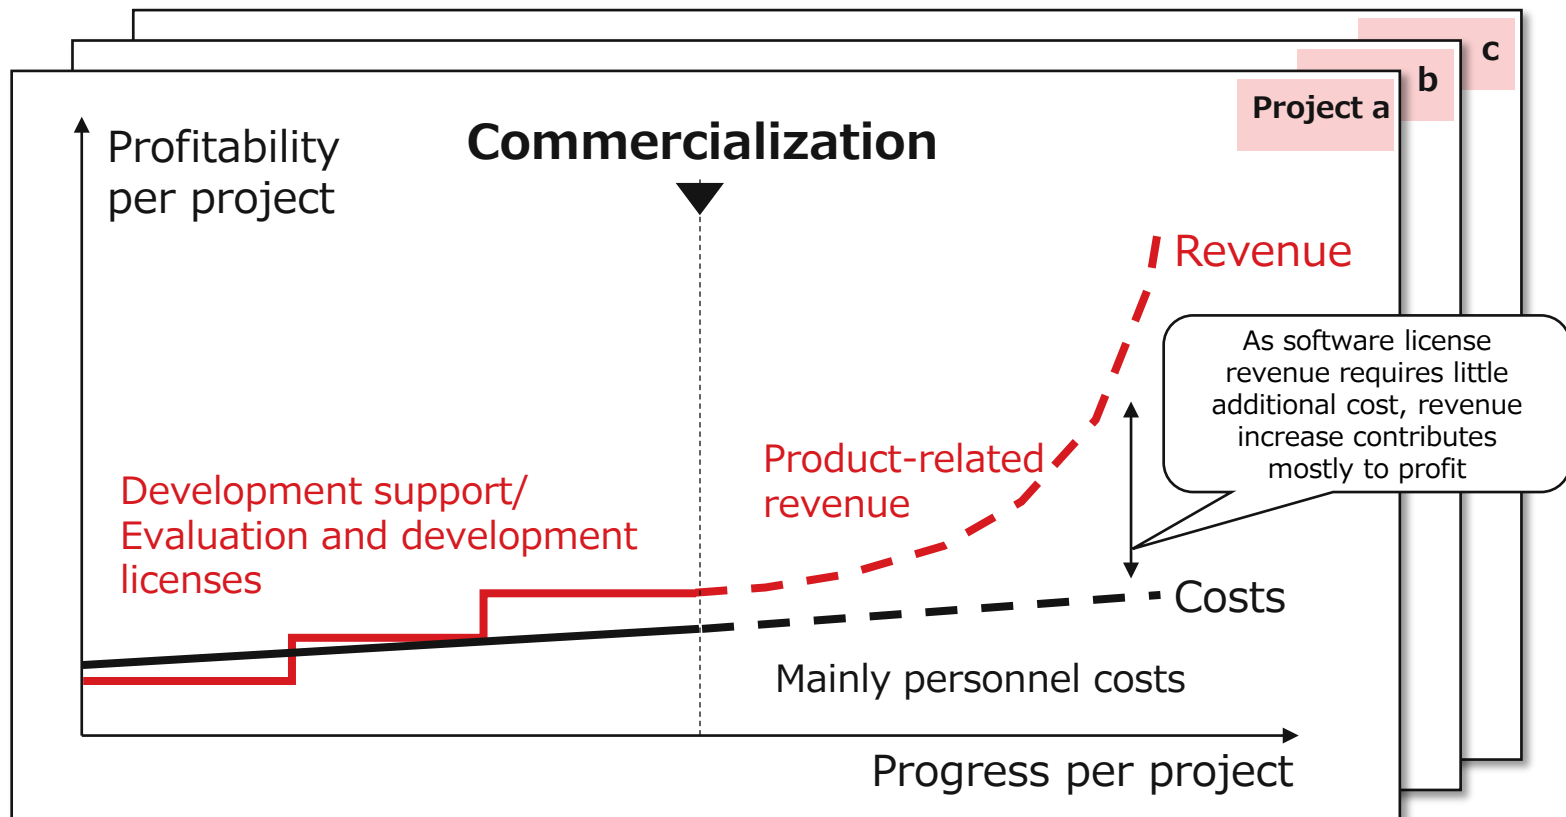 c
b
Project a
Profitability
per project
Commercialization
Revenue
As software license
revenue requires little
additional cost, revenue
increase contributes
mostly to profit
Product-related
revenue
Development support/
Evaluation and development
licenses
Costs
Mainly personnel costs
Progress per project